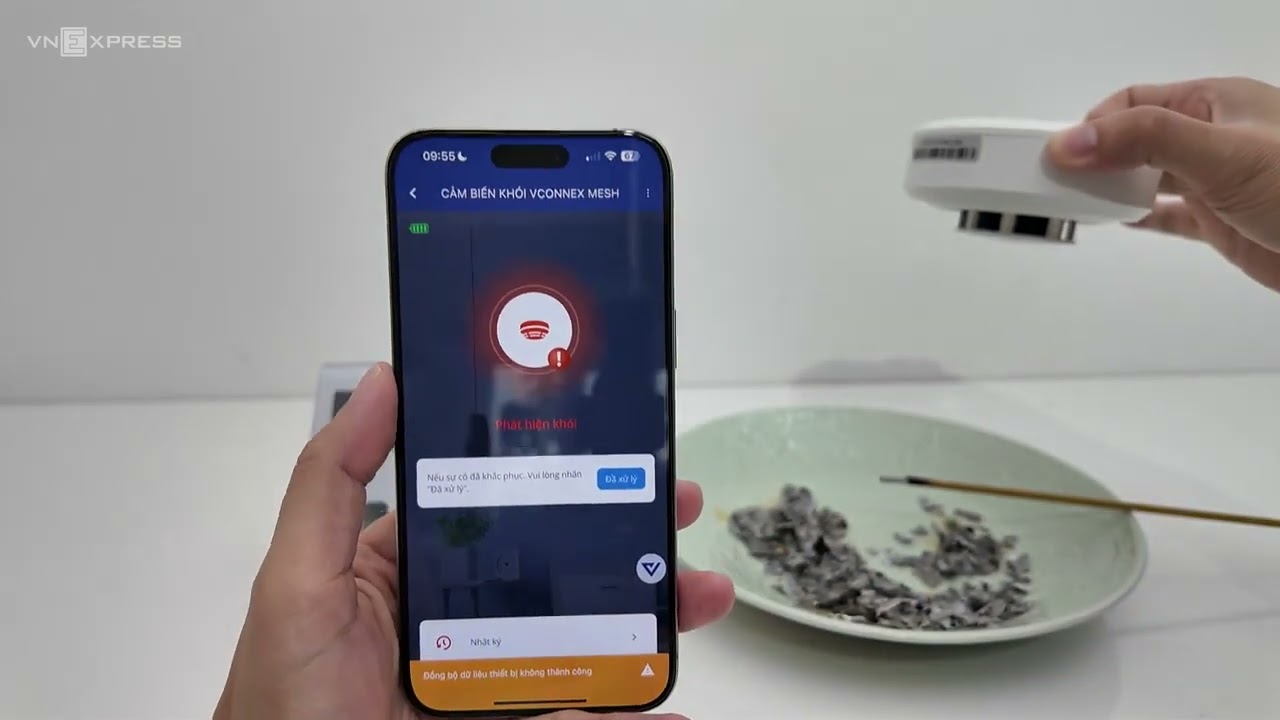 VNEXPRESS
09:55
67
CẢM BIẾN KHÓI VCONNEX MESH
Phát hiện khói
Nếu sự cố đã khắc phục. Vui lòng nhấn
"Đã xử lý".
Đã xử lý
Nhật ký
Đồng bộ dữ liệu thiết bị không thành công